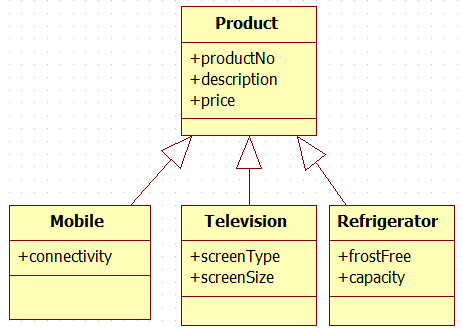 Product
+productNo
+description
+price
Mobile
+connectivity
Television
+screenType
+screenSize
Refrigerator
+frostFree
+capacity